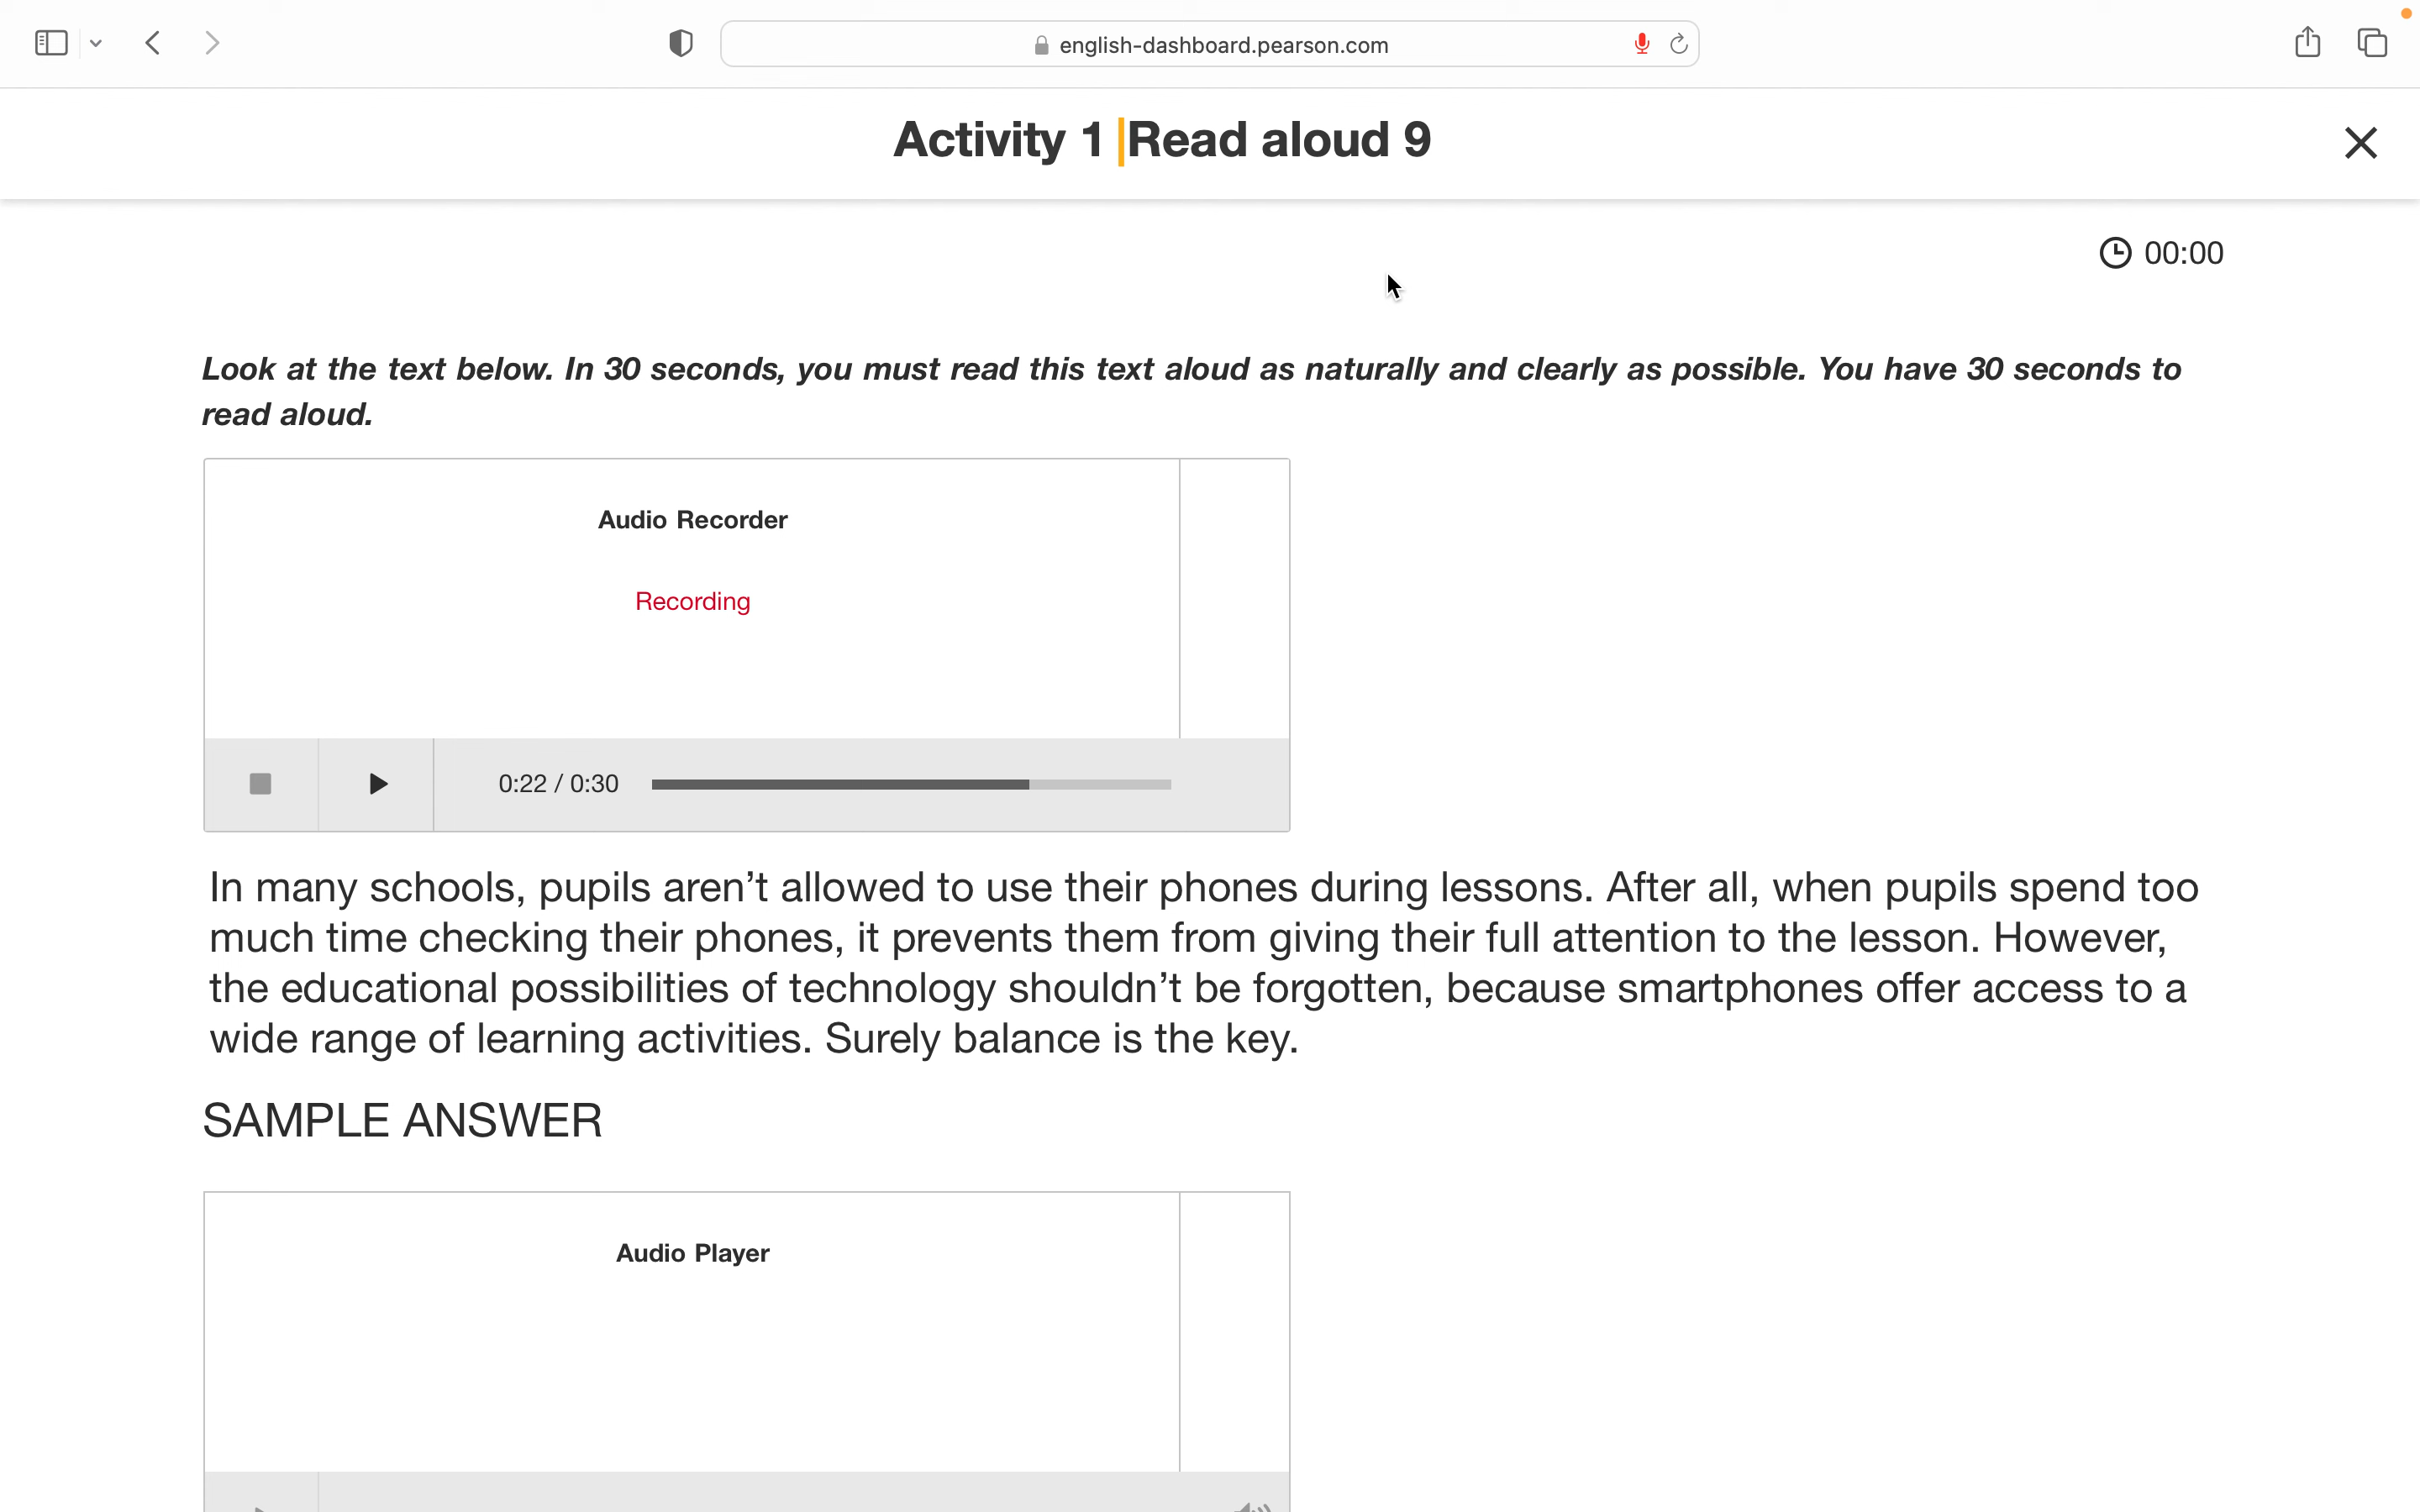 english-dashboard.pearson.com
Activity 1 Read aloud 9
00:00
Look at the text below. In 30 seconds, you must read this text aloud as naturally and clearly as possible. You have 30 seconds to
read aloud.
Audio Recorder
Recording
0:22 / 0:30
In many schools, pupils aren’t allowed to use their phones during lessons. After all, when pupils spend too
much time checking their phones, it prevents them from giving their full attention to the lesson. However,
the educational possibilities of technology shouldn’t be forgotten, because smartphones offer access to a
wide range of learning activities. Surely balance is the key.
SAMPLE ANSWER
Audio Player